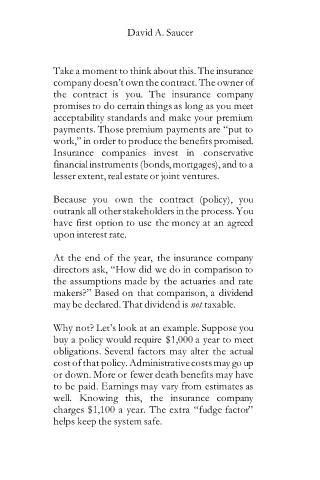 David A. Saucer
Take a moment to think about this. The insurance
company doesn’t own the contract. The owner of
the contract is you. The insurance company
promises to do certain things as long as you meet
acceptability standards and make your premium
payments. Those premium payments are “put to
work,” in order to produce the benefits promised.
Insurance companies invest in conservative
financial instruments (bonds, mortgages), and to a
lesser extent, real estate or joint ventures.
Because you own the contract (policy), you
outrank all other stakeholders in the process. You
have first option to use the money at an agreed
upon interest rate.
At the end of the year, the insurance company
directors ask, “How did we do in comparison to
the assumptions made by the actuaries and rate
makers?” Based on that comparison, a dividend
may be declared. That dividend is not taxable.
Why not? Let’s look at an example. Suppose you
buy a policy would require $1,000 a year to meet
obligations. Several factors may alter the actual
cost of that policy. Administrative costs may go up
or down. More or fewer death benefits may have
to be paid. Earnings may vary from estimates as
well. Knowing this, the insurance company
charges $1,100 a year. The extra “fudge factor”
helps keep the system safe.